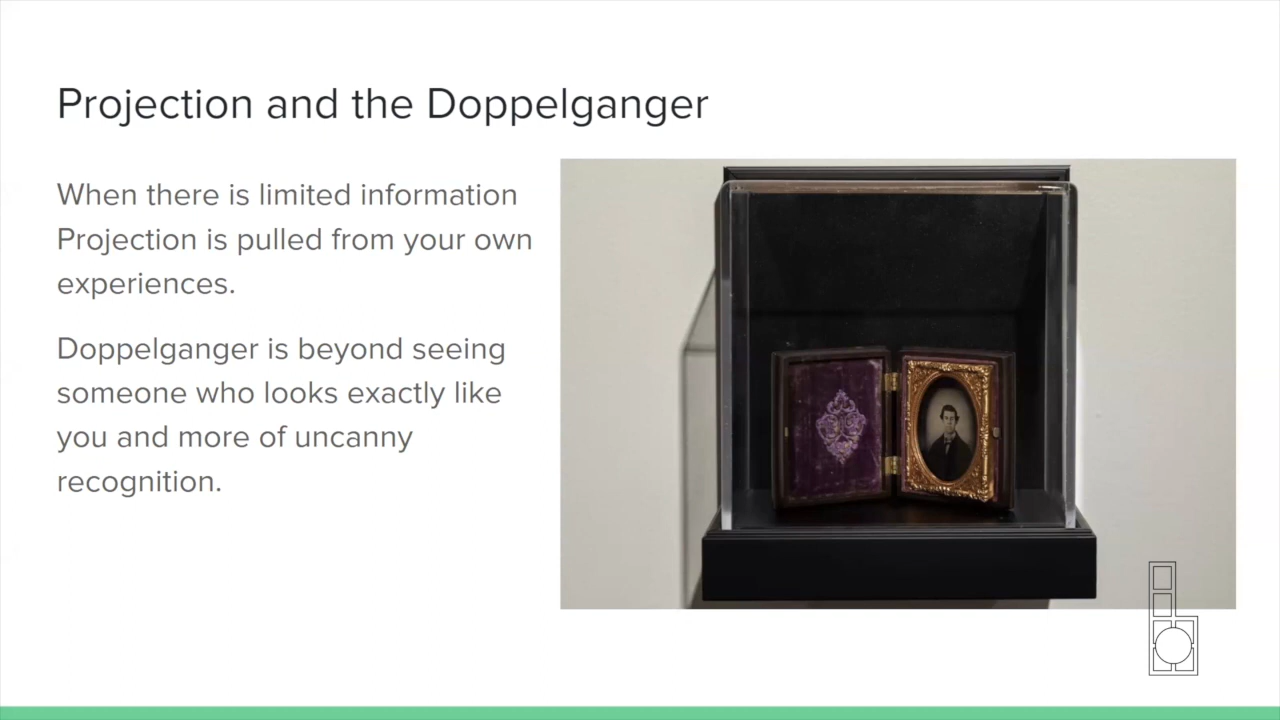 Projection and the Doppelganger
When there is limited information
Projection is pulled from your own
experiences.
Doppelganger is beyond seeing
someone who looks exactly like
you and more of uncanny
recognition.